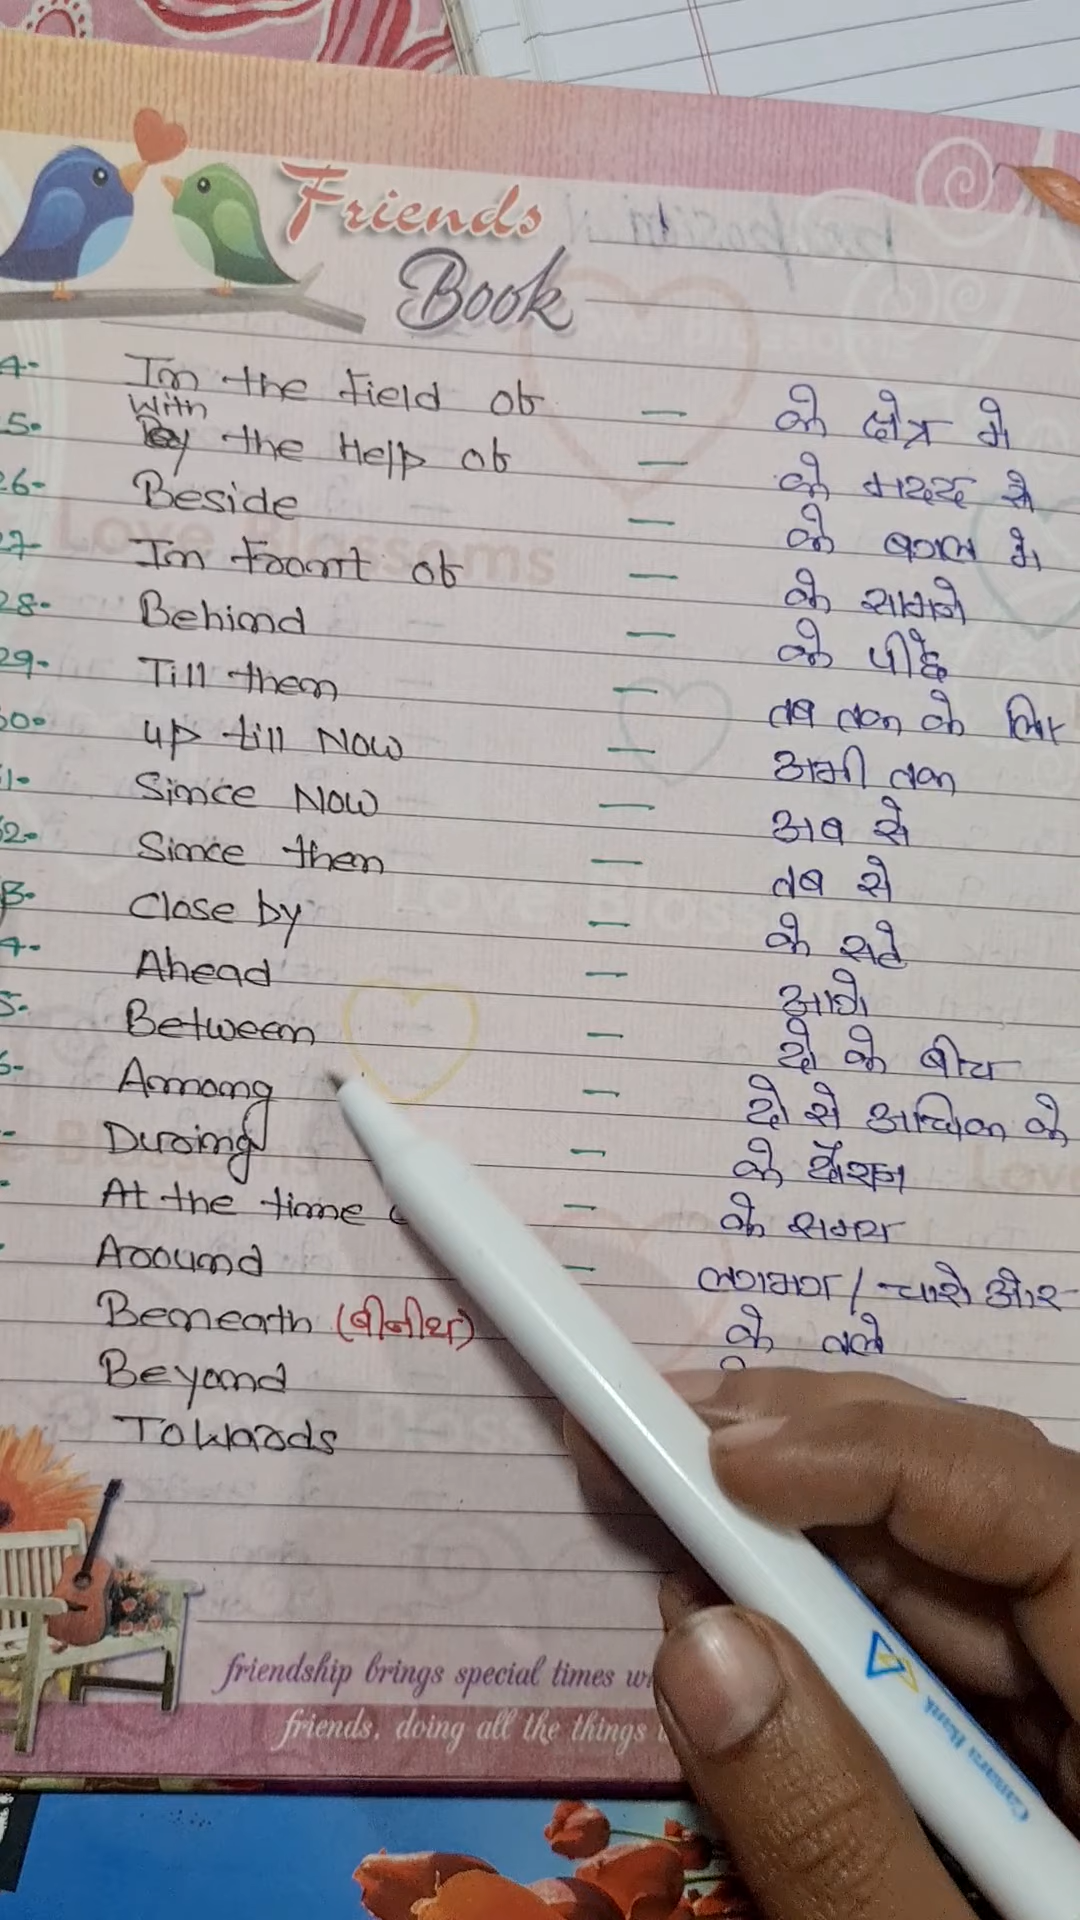 Friends
Book
4- In the field of — के क्षेत्र मे
With
5. By the Help of — के मदद से
26- Beside — के बगल मे
27- In front of — के सामने
28- Behind — के पीछे
29- Till then — तब तक के लिए
30. Up till Now — अभी तक
1. Since Now — अब से
32- Since then — तब से
3- Close by — के सटे
4- Ahead — आगे
5- Between — दो के बीच
6- Among — दो से अधिक के
During — के दौरान
At the time — के समय
Around — लगभग / चारो ओर
Beneath (बीनीथ) के तले
Beyond
Towards
friendship brings special times
friends, doing all the things
Canara Bank